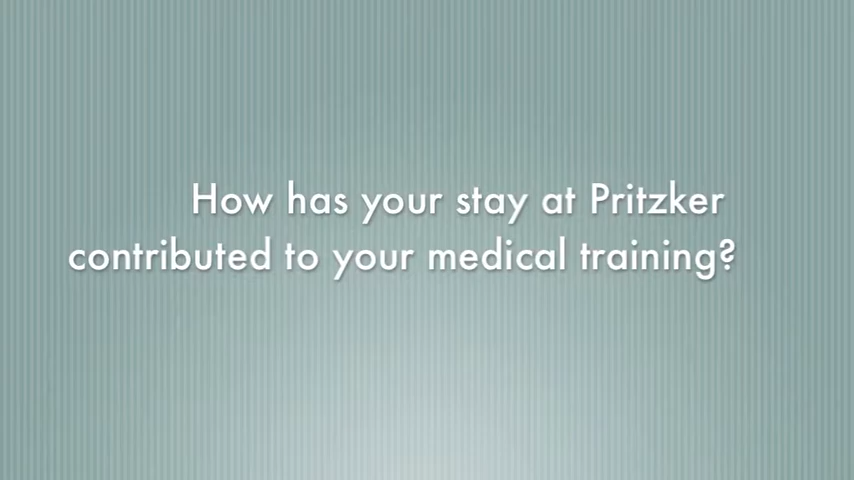 How has your stay at Pritzker
contributed to your medical training?